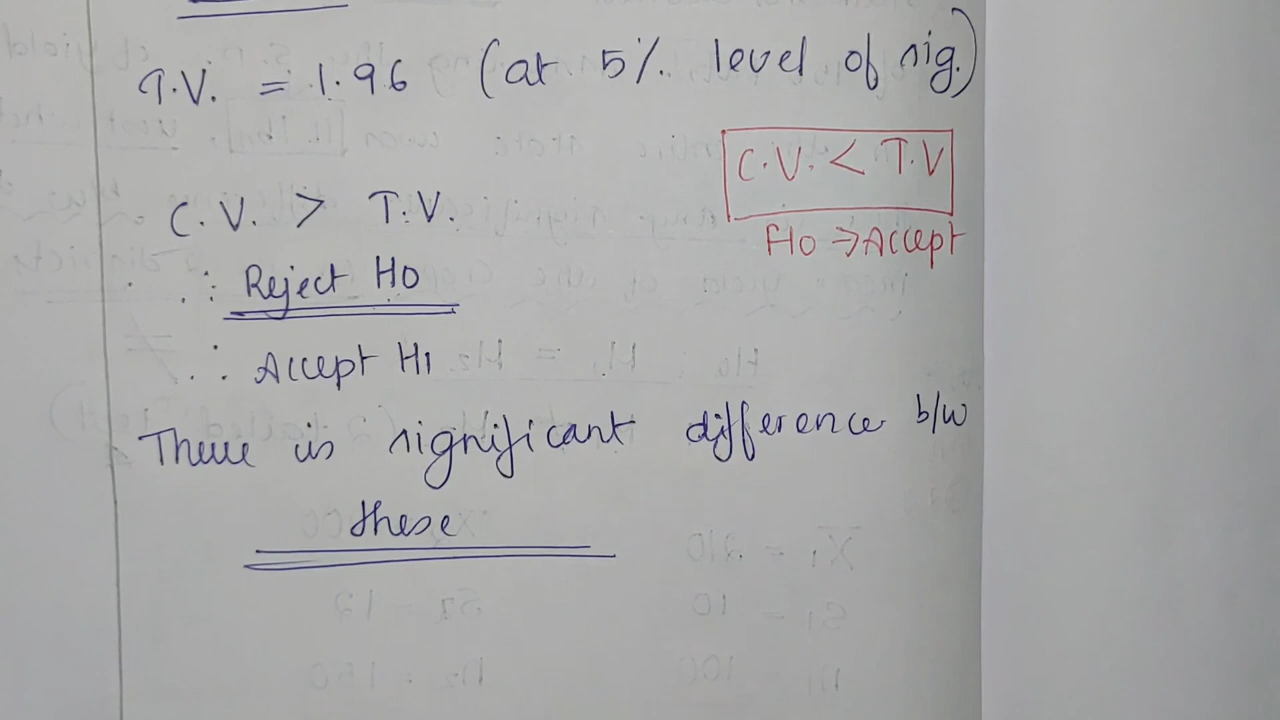 T.V. = 1.96 (at 5% level of sig.)
C.V. < T.V
H0 ⇒ Accept
C.V. > T.V.
∴ Reject H0
∴ Accept H1
There is significant difference b/w
these